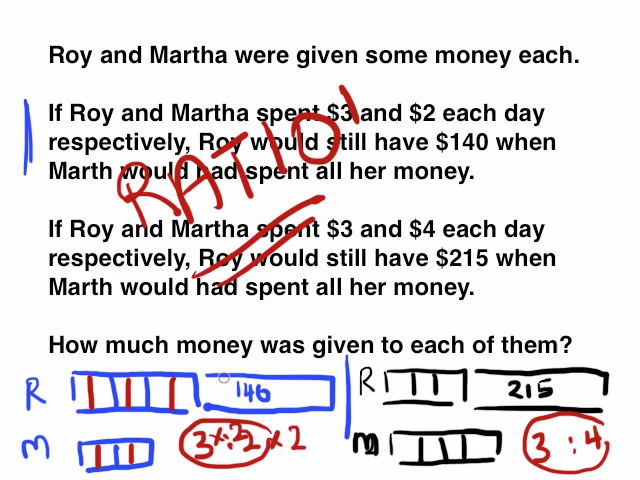 Roy and Martha were given some money each.
If Roy and Martha spent $3 and $2 each day
respectively, Roy would still have $140 when
Marth would had spent all her money.
RATIO!
If Roy and Martha spent $3 and $4 each day
respectively, Roy would still have $215 when
Marth would had spent all her money.
How much money was given to each of them?
R 140
M 3 : 2 × 2
R 215
M 3 : 4